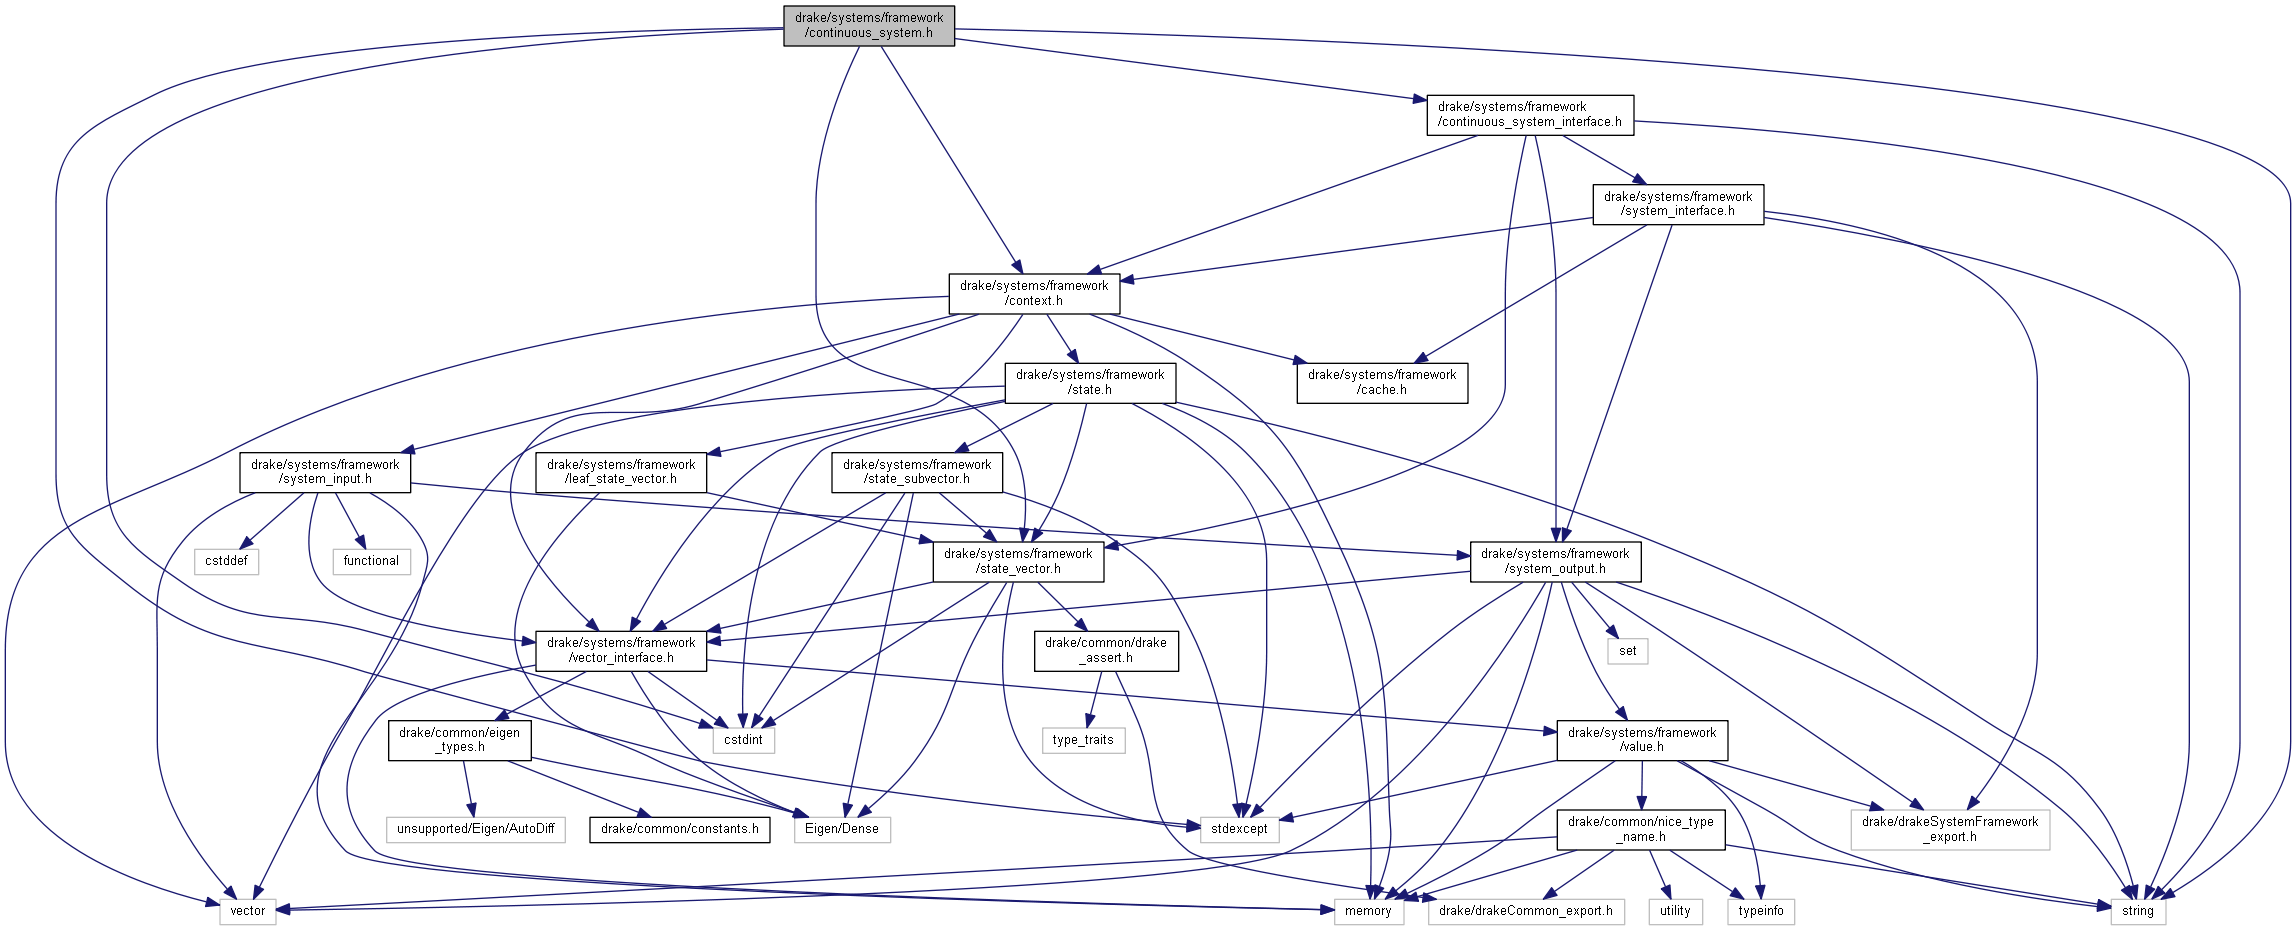 drake/systems/framework
/continuous_system.h
drake/systems/framework
/continuous_system_interface.h
drake/systems/framework
/system_interface.h
drake/systems/framework
/context.h
drake/systems/framework
/state.h
drake/systems/framework
/cache.h
drake/systems/framework
/system_input.h
drake/systems/framework
/leaf_state_vector.h
drake/systems/framework
/state_subvector.h
cstddef
functional
drake/systems/framework
/state_vector.h
drake/systems/framework
/system_output.h
drake/systems/framework
/vector_interface.h
drake/common/drake
_assert.h
set
drake/common/eigen
_types.h
cstdint
type_traits
drake/systems/framework
/value.h
unsupported/Eigen/AutoDiff
drake/common/constants.h
Eigen/Dense
stdexcept
drake/common/nice_type
_name.h
drake/drakeSystemFramework
_export.h
vector
memory
drake/drakeCommon_export.h
utility
typeinfo
string